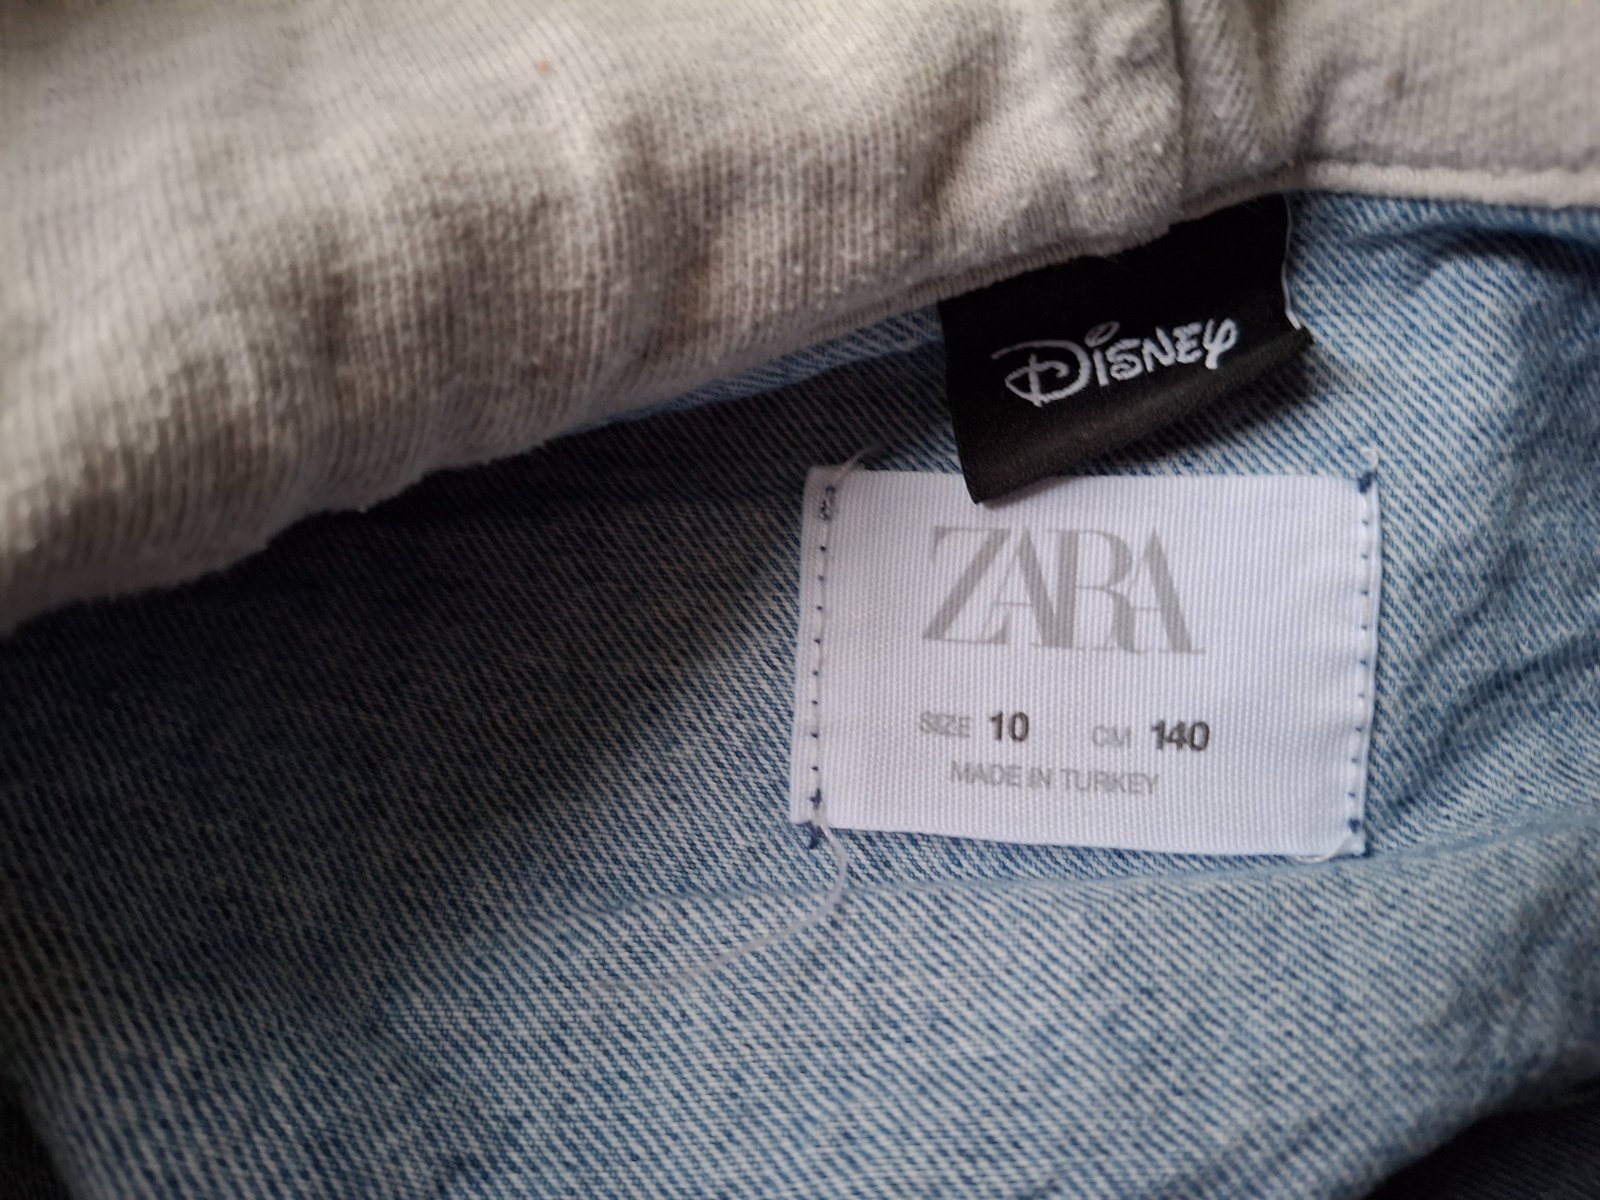 Disney
ZARA
SIZE 10 CM 140
MADE IN TURKEY